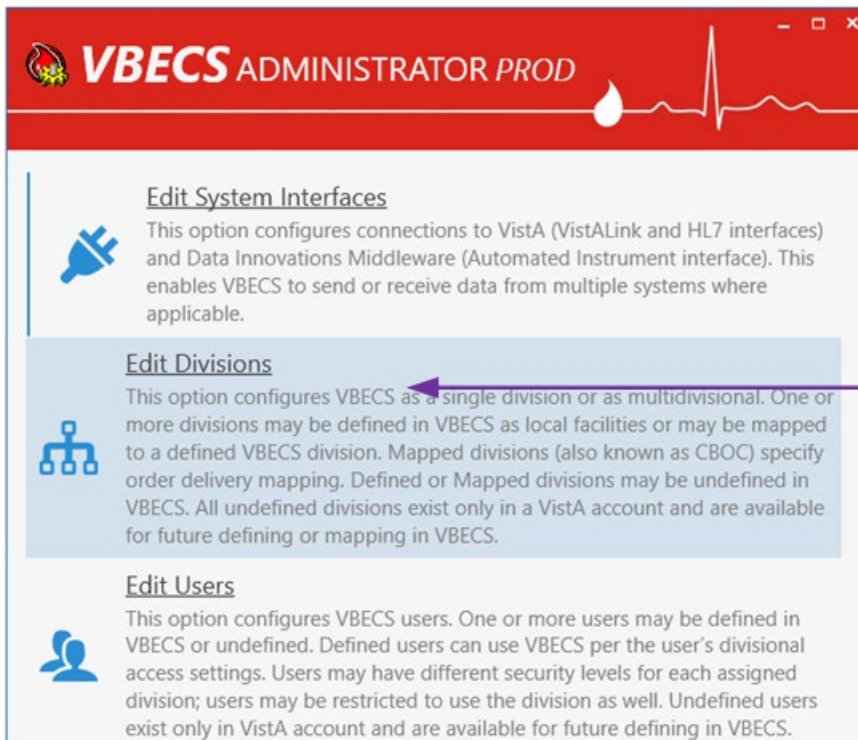 VBECS ADMINISTRATOR PROD
Edit System Interfaces
This option configures connections to VistA (VistALink and HL7 interfaces)
and Data Innovations Middleware (Automated Instrument interface). This
enables VBECS to send or receive data from multiple systems where
applicable.
Edit Divisions
This option configures VBECS as a single division or as multidivisional. One or
more divisions may be defined in VBECS as local facilities or may be mapped
to a defined VBECS division. Mapped divisions (also known as CBOC) specify
order delivery mapping. Defined or Mapped divisions may be undefined in
VBECS. All undefined divisions exist only in a VistA account and are available
for future defining or mapping in VBECS.
Edit Users
This option configures VBECS users. One or more users may be defined in
VBECS or undefined. Defined users can use VBECS per the user's divisional
access settings. Users may have different security levels for each assigned
division; users may be restricted to use the division as well. Undefined users
exist only in VistA account and are available for future defining in VBECS.